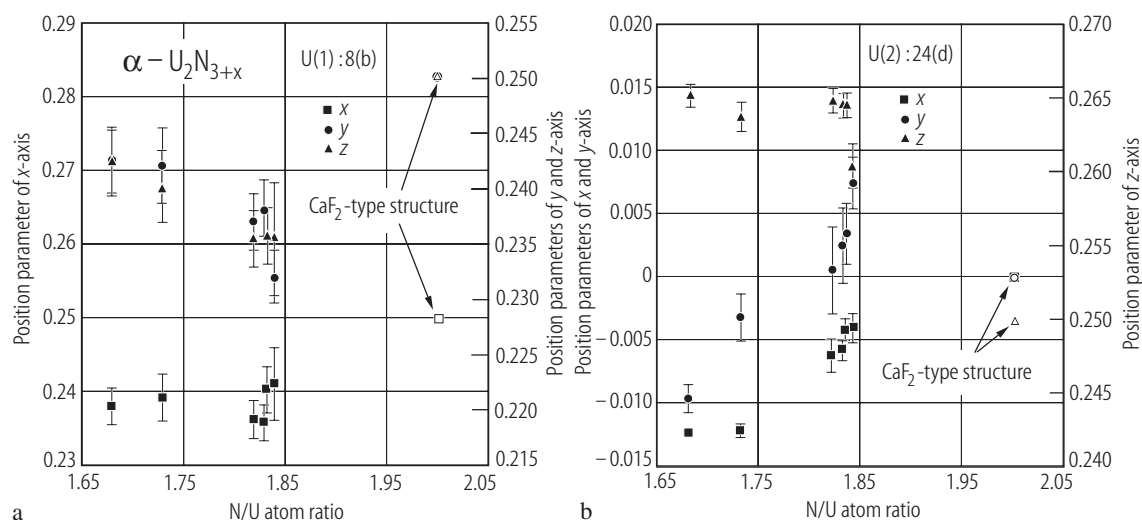 0.29
0.28
0.27
0.26
0.25
0.24
0.23
Position parameter of x-axis
α – U₂N₃₊ₓ
U(1) :8(b)
x
y
z
CaF₂-type structure
0.255
0.250
0.245
0.240
0.235
0.230
0.225
0.220
0.215
Position parameters of y and z-axis
1.65 1.75 1.85 1.95 2.05
N/U atom ratio
a
0.020
0.015
0.010
0.005
0
– 0.005
– 0.010
– 0.015
Position parameters of x and y-axis
U(2) :24(d)
x
y
z
CaF₂-type structure
0.270
0.265
0.260
0.255
0.250
0.245
0.240
Position parameter of z-axis
1.65 1.75 1.85 1.95 2.05
N/U atom ratio
b